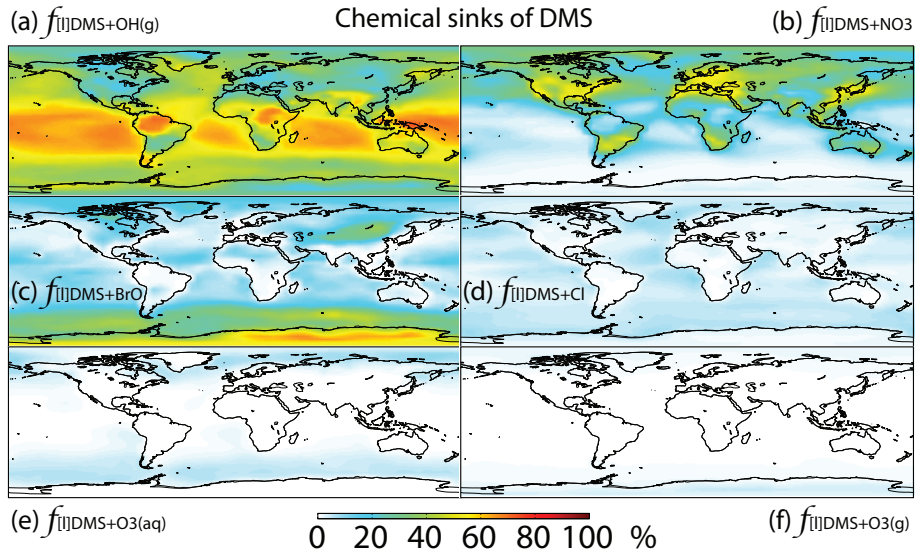 (a) f[I]DMS+OH(g)
Chemical sinks of DMS
(b) f[I]DMS+NO3
(c) f[I]DMS+BrO
(d) f[I]DMS+Cl
(e) f[I]DMS+O3(aq)
0 20 40 60 80 100 %
(f) f[I]DMS+O3(g)